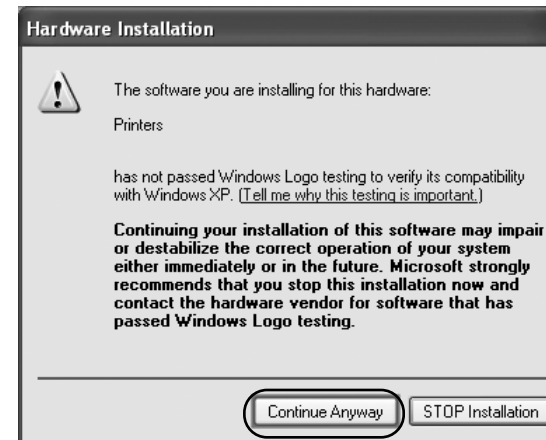 Hardware Installation
The software you are installing for this hardware:
Printers
has not passed Windows Logo testing to verify its compatibility
with Windows XP. (Tell me why this testing is important.)
Continuing your installation of this software may impair
or destabilize the correct operation of your system
either immediately or in the future. Microsoft strongly
recommends that you stop this installation now and
contact the hardware vendor for software that has
passed Windows Logo testing.
Continue Anyway STOP Installation